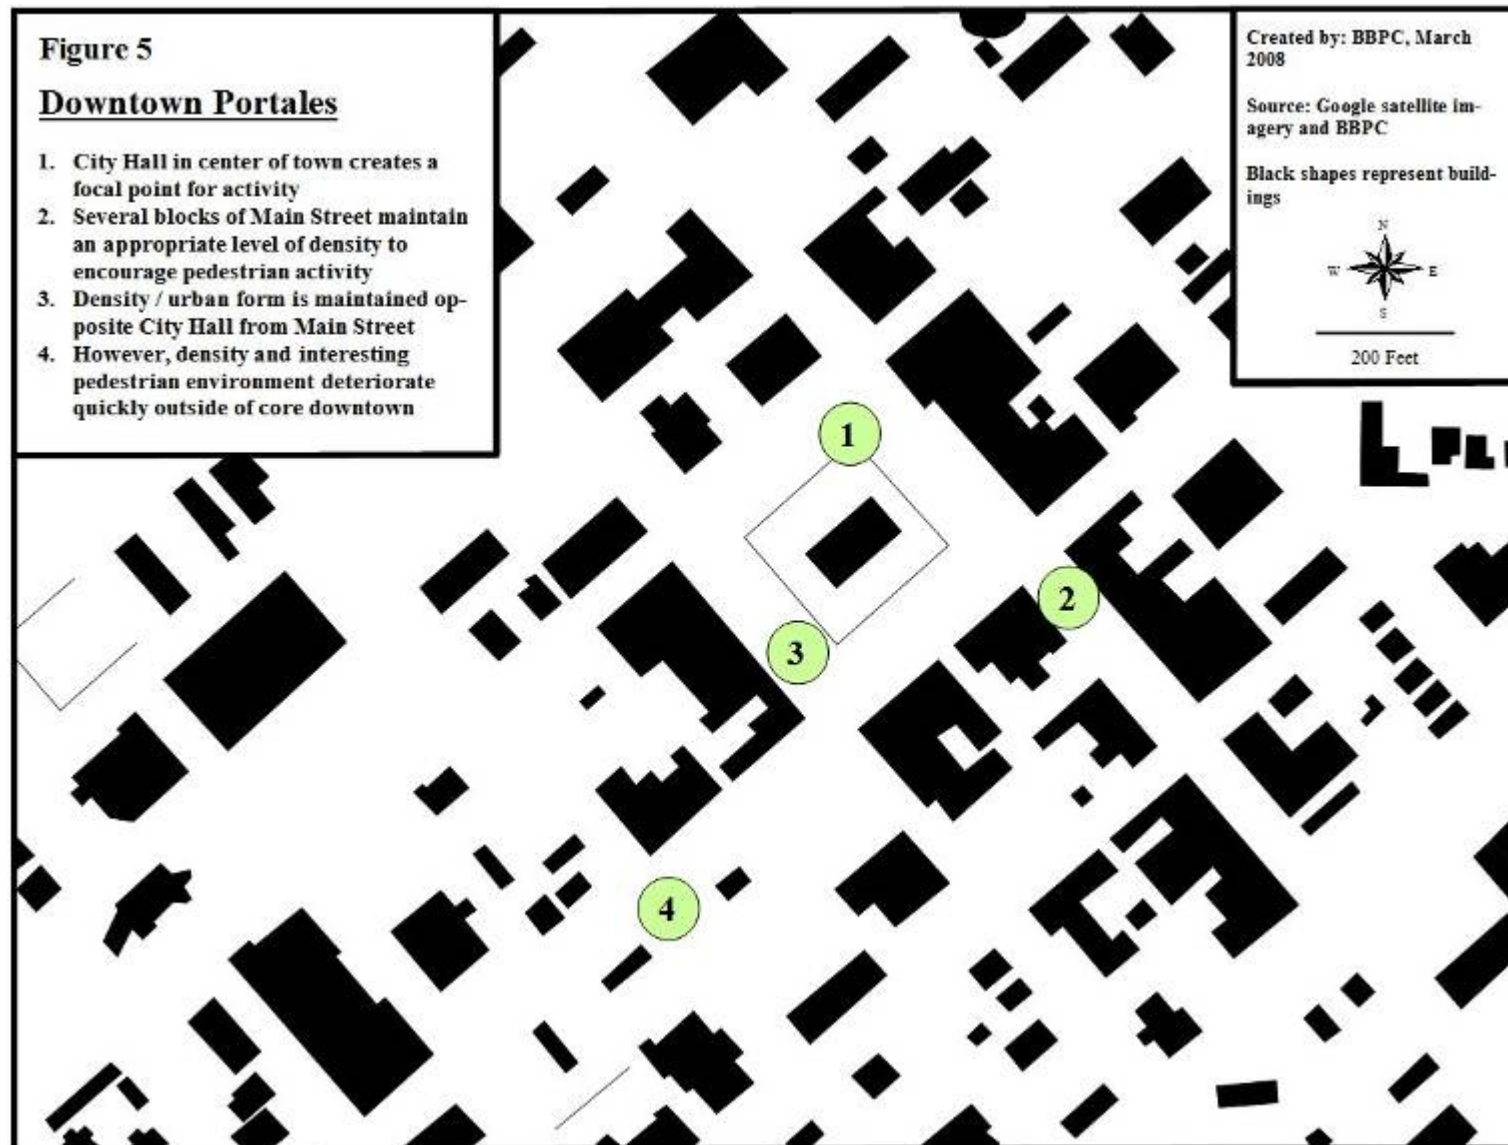 Figure 5
Downtown Portales
1. City Hall in center of town creates a
focal point for activity
2. Several blocks of Main Street maintain
an appropriate level of density to
encourage pedestrian activity
3. Density / urban form is maintained op-
posite City Hall from Main Street
4. However, density and interesting
pedestrian environment deteriorate
quickly outside of core downtown
Created by: BBPC, March
2008
Source: Google satellite im-
agery and BBPC
Black shapes represent build-
ings
N
W E
S
200 Feet
1
2
3
4